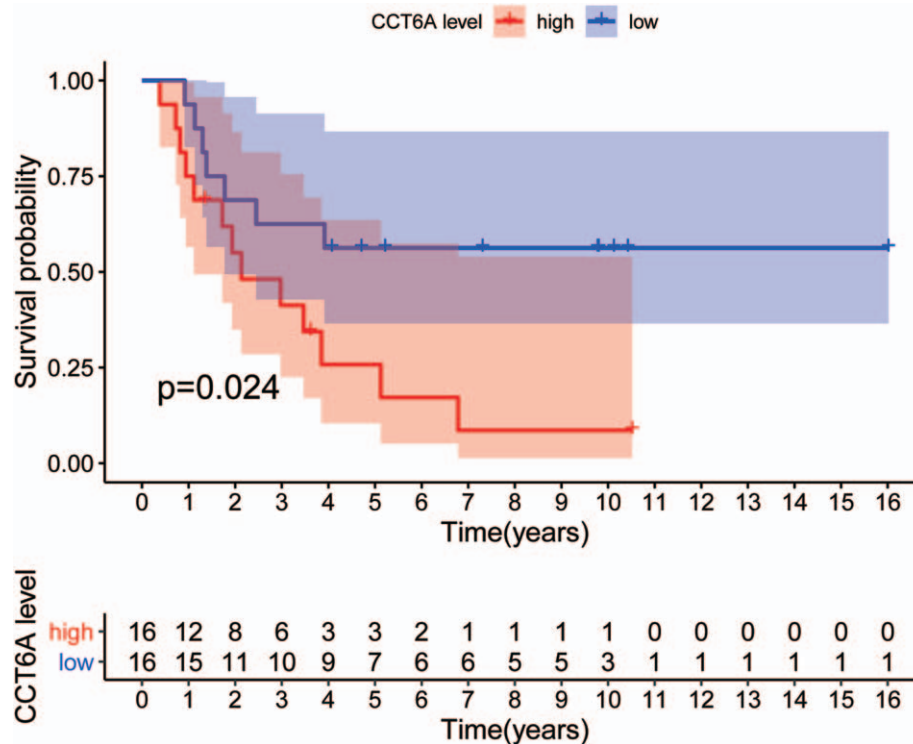 CCT6A level high low
Survival probability
1.00
0.75
0.50
0.25
0.00
p=0.024
0 1 2 3 4 5 6 7 8 9 10 11 12 13 14 15 16
Time(years)
CCT6A level
high 16 12 8 6 3 3 2 1 1 1 1 0 0 0 0 0 0
low 16 15 11 10 9 7 6 6 5 5 3 1 1 1 1 1 1
0 1 2 3 4 5 6 7 8 9 10 11 12 13 14 15 16
Time(years)